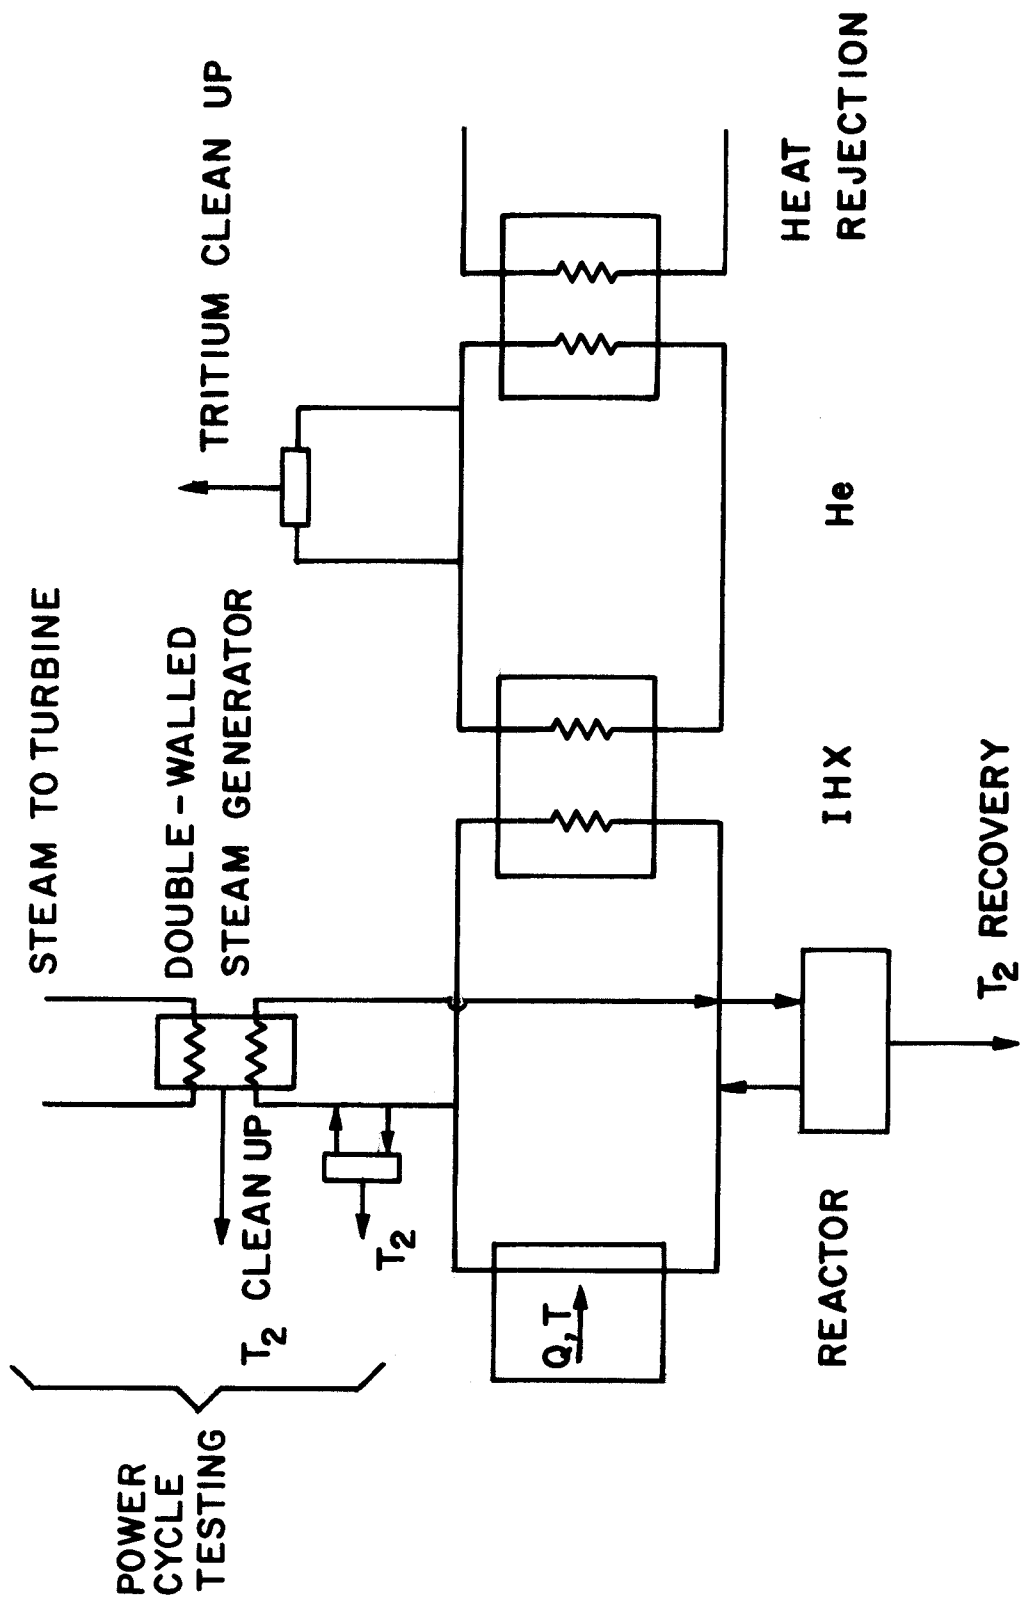 POWER
CYCLE
TESTING
STEAM TO TURBINE
DOUBLE-WALLED
STEAM GENERATOR
T2 CLEAN UP
T2
TRITIUM CLEAN UP
Q, T
REACTOR
IHX
He
HEAT
REJECTION
T2 RECOVERY